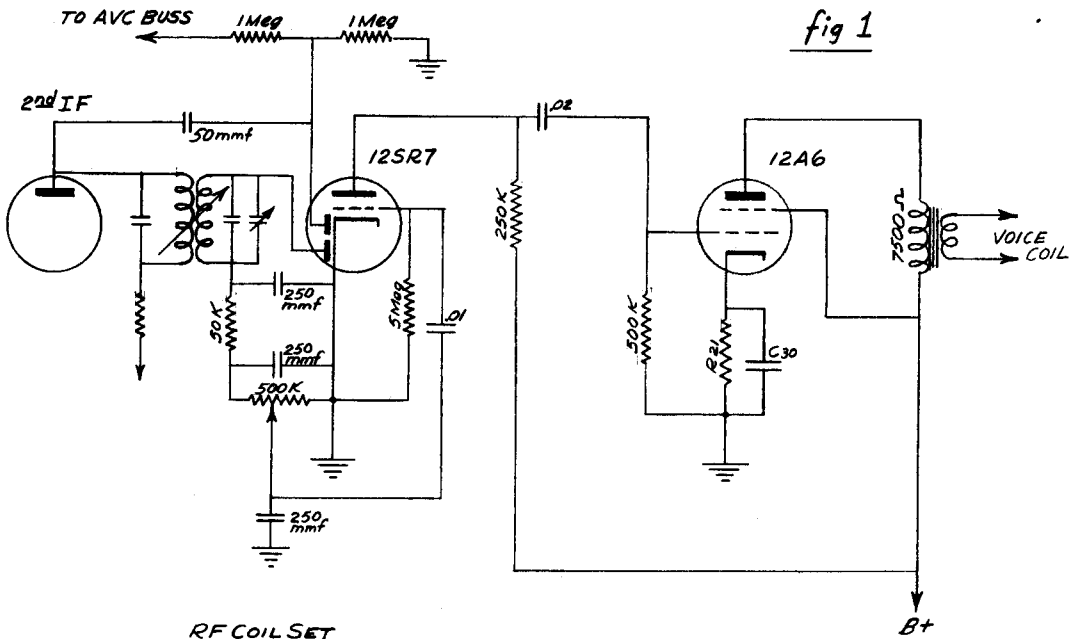 fig 1
TO AVC BUSS
1Meg
1Meg
2nd IF
50mmf
12SR7
.02
12A6
250K
7500Ω
VOICE
COIL
250
mmf
50K
5Meg
.01
500K
R21
C30
250
mmf
500K
250
mmf
RF COIL SET
B+